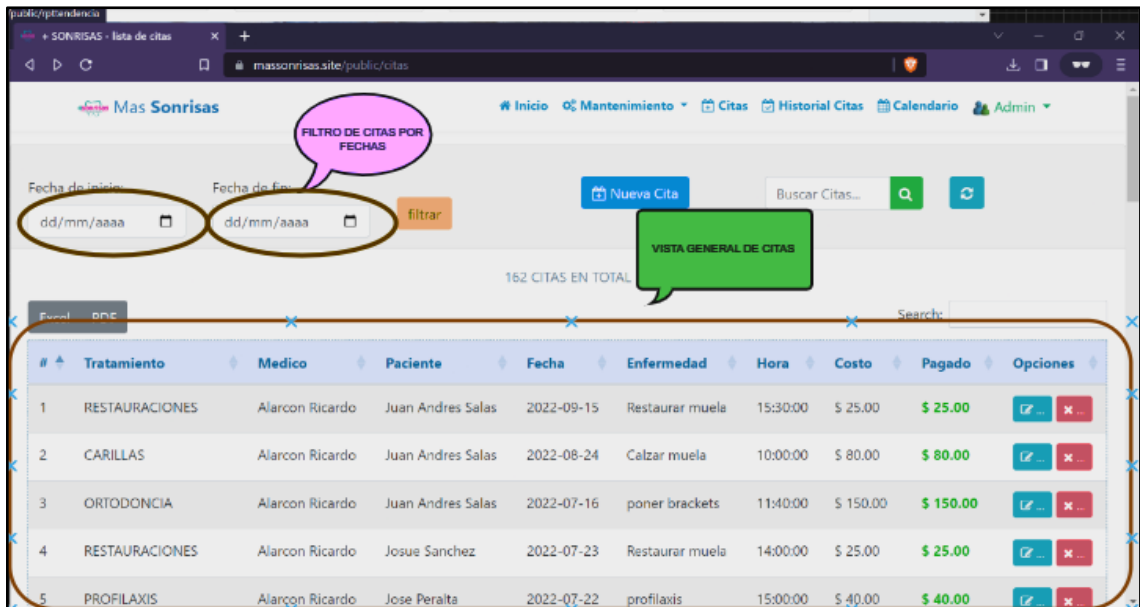 public/rpttendencia
+ SONRISAS - lista de citas
massonrisas.site/public/citas
Mas Sonrisas
Inicio Mantenimiento Citas Historial Citas Calendario Admin
FILTRO DE CITAS POR
FECHAS
Fecha de inicio: Fecha de fin:
dd/mm/aaaa dd/mm/aaaa filtrar Nueva Cita Buscar Citas...
VISTA GENERAL DE CITAS
162 CITAS EN TOTAL
Excel PDF Search:
# Tratamiento Medico Paciente Fecha Enfermedad Hora Costo Pagado Opciones
1 RESTAURACIONES Alarcon Ricardo Juan Andres Salas 2022-09-15 Restaurar muela 15:30:00 $ 25.00 $ 25.00
2 CARILLAS Alarcon Ricardo Juan Andres Salas 2022-08-24 Calzar muela 10:00:00 $ 80.00 $ 80.00
3 ORTODONCIA Alarcon Ricardo Juan Andres Salas 2022-07-16 poner brackets 11:40:00 $ 150.00 $ 150.00
4 RESTAURACIONES Alarcon Ricardo Josue Sanchez 2022-07-23 Restaurar muela 14:00:00 $ 25.00 $ 25.00
5 PROFILAXIS Alarcon Ricardo Jose Peralta 2022-07-22 profilaxis 15:00:00 $ 40.00 $ 40.00